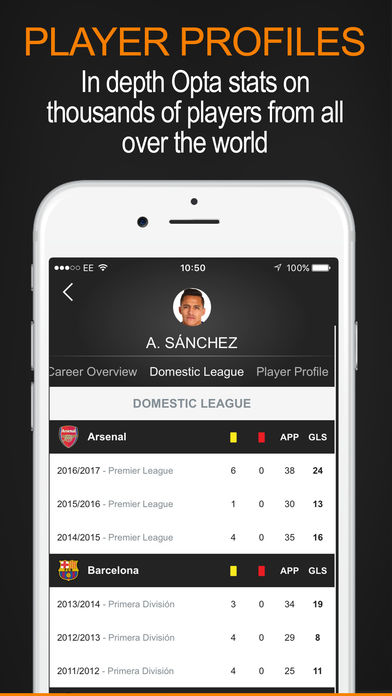 PLAYER PROFILES
In depth Opta stats on
thousands of players from all
over the world
EE 10:50 100%
A. SÁNCHEZ
Career Overview Domestic League Player Profile
DOMESTIC LEAGUE
Arsenal APP GLS
2016/2017 - Premier League 6 0 38 24
2015/2016 - Premier League 1 0 30 13
2014/2015 - Premier League 4 0 35 16
Barcelona APP GLS
2013/2014 - Primera División 3 0 34 19
2012/2013 - Primera División 4 0 29 8
2011/2012 - Primera División 4 0 25 11